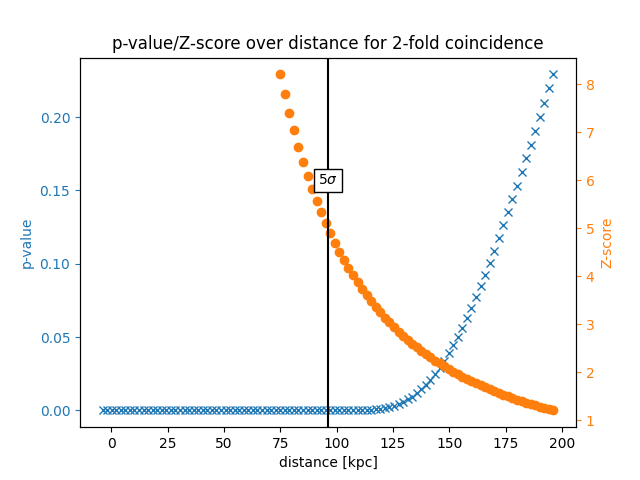 p-value/Z-score over distance for 2-fold coincidence
0.20
0.15
0.10
0.05
0.00
p-value
5σ
8
7
6
5
4
3
2
1
Z-score
0 25 50 75 100 125 150 175 200
distance [kpc]